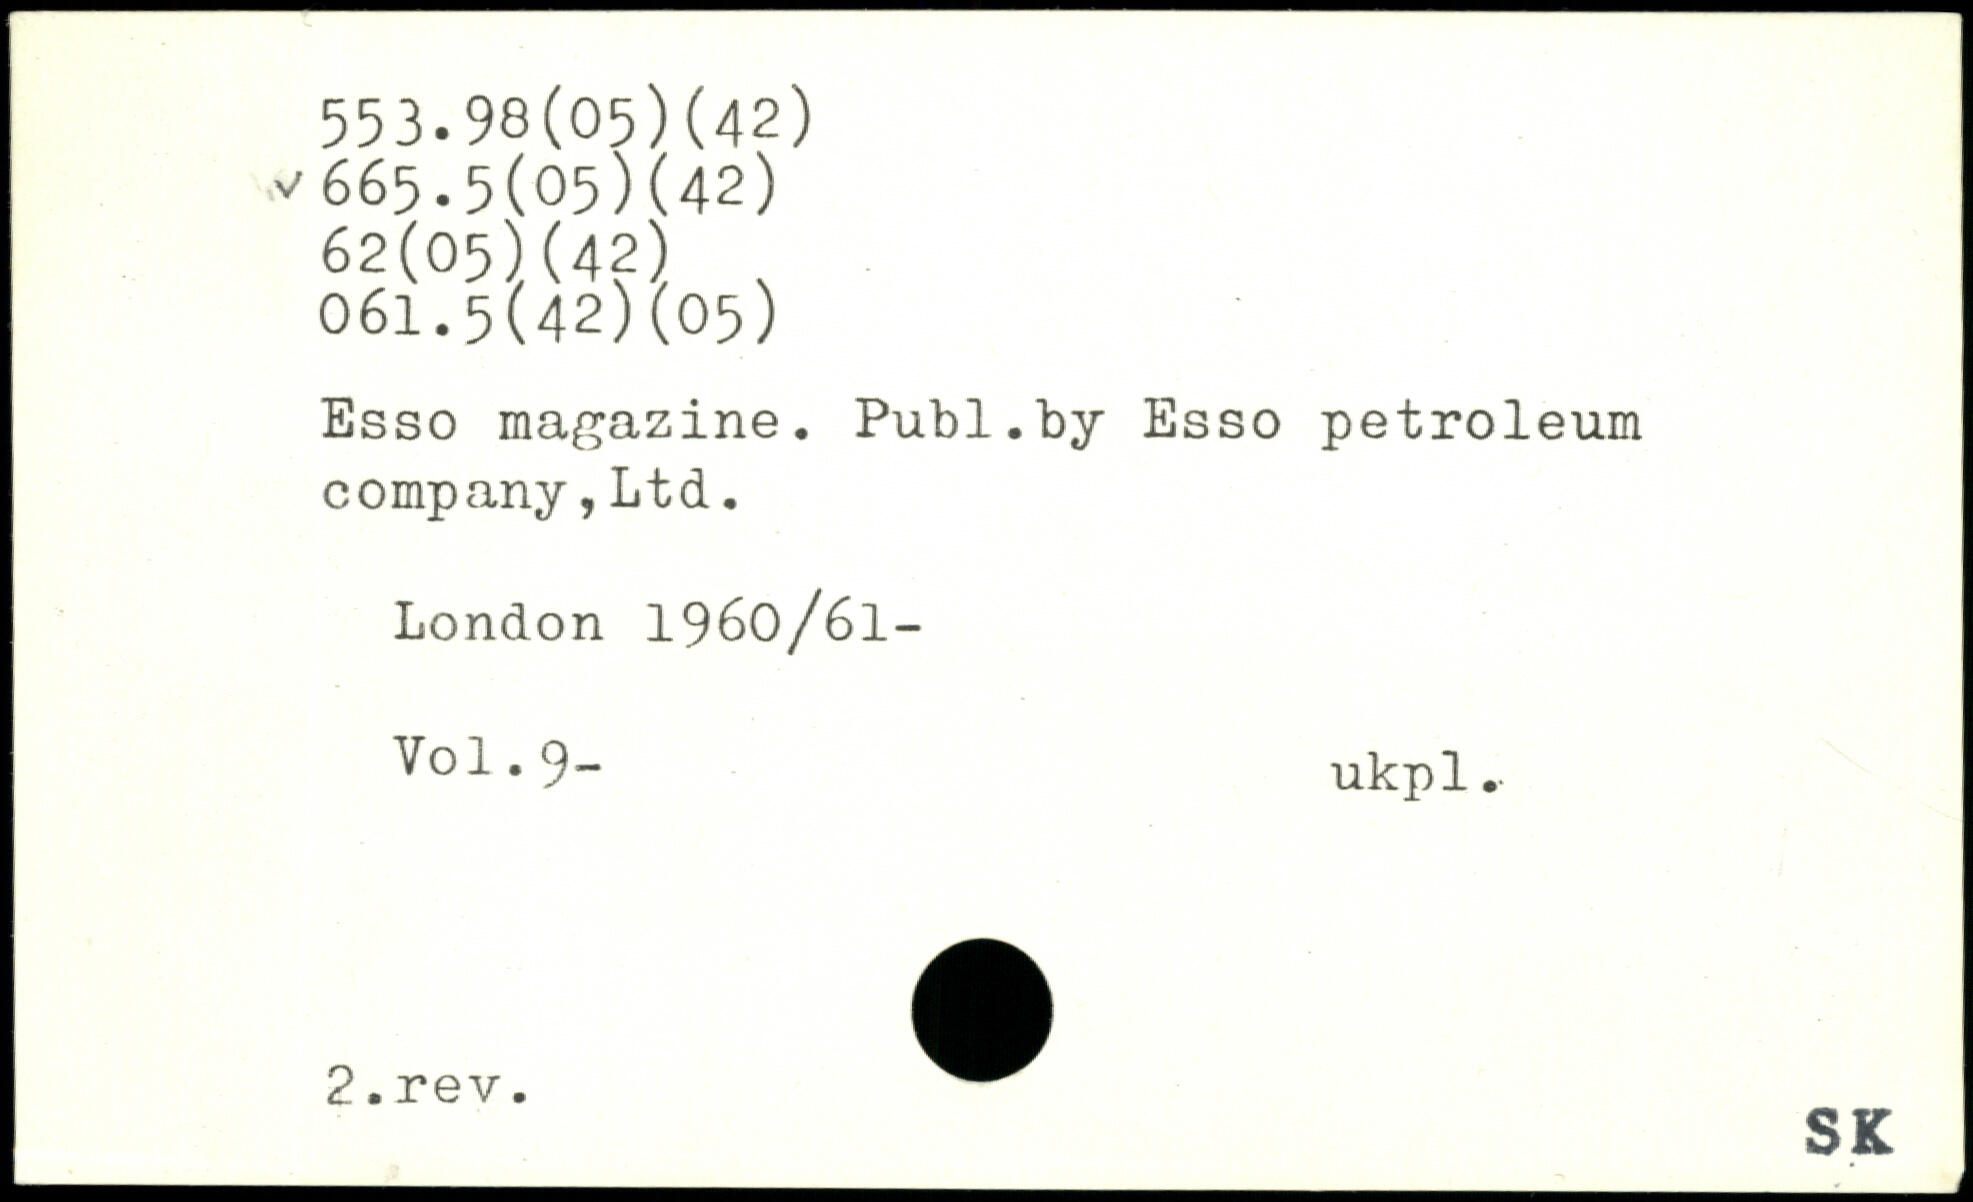 553.98(05)(42)
✓ 665.5(05)(42)
62(05)(42)
061.5(42)(05)
Esso magazine. Publ.by Esso petroleum
company,Ltd.
London 1960/61-
Vol.9-
ukpl.
2.rev.
SK